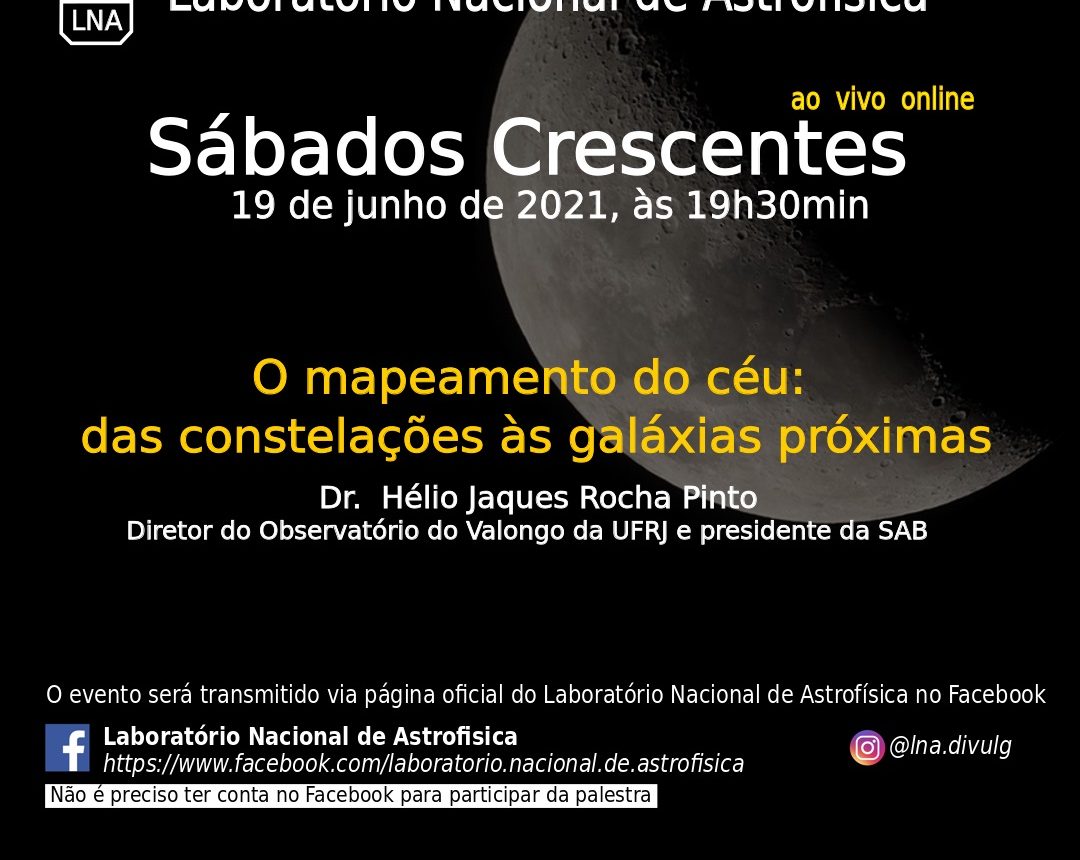 LNA
Laboratório Nacional de Astrofísica
ao vivo online
Sábados Crescentes
19 de junho de 2021, às 19h30min
O mapeamento do céu:
das constelações às galáxias próximas
Dr. Hélio Jaques Rocha Pinto
Diretor do Observatório do Valongo da UFRJ e presidente da SAB
O evento será transmitido via página oficial do Laboratório Nacional de Astrofísica no Facebook
Laboratório Nacional de Astrofisica
https://www.facebook.com/laboratorio.nacional.de.astrofisica
@lna.divulg
Não é preciso ter conta no Facebook para participar da palestra